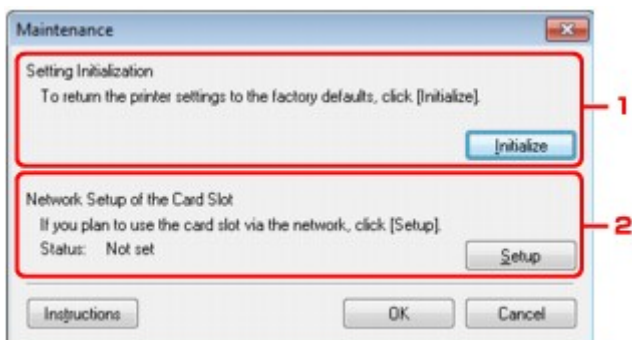 Maintenance
Setting Initialization
To return the printer settings to the factory defaults, click [Initialize].
Initialize
1
Network Setup of the Card Slot
If you plan to use the card slot via the network, click [Setup].
Status: Not set
Setup
2
Instructions OK Cancel